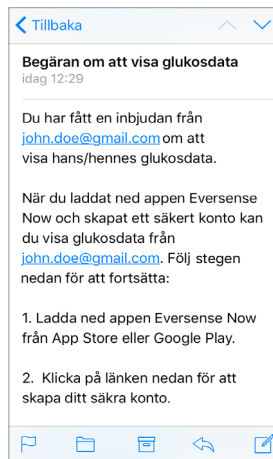 Tillbaka
Begäran om att visa glukosdata
idag 12:29
Du har fått en inbjudan från
john.doe@gmail.com om att
visa hans/hennes glukosdata.
När du laddat ned appen Eversense
Now och skapat ett säkert konto kan
du visa glukosdata från
john.doe@gmail.com. Följ stegen
nedan för att fortsätta:
1. Ladda ned appen Eversense Now
från App Store eller Google Play.
2. Klicka på länken nedan för att
skapa ditt säkra konto.